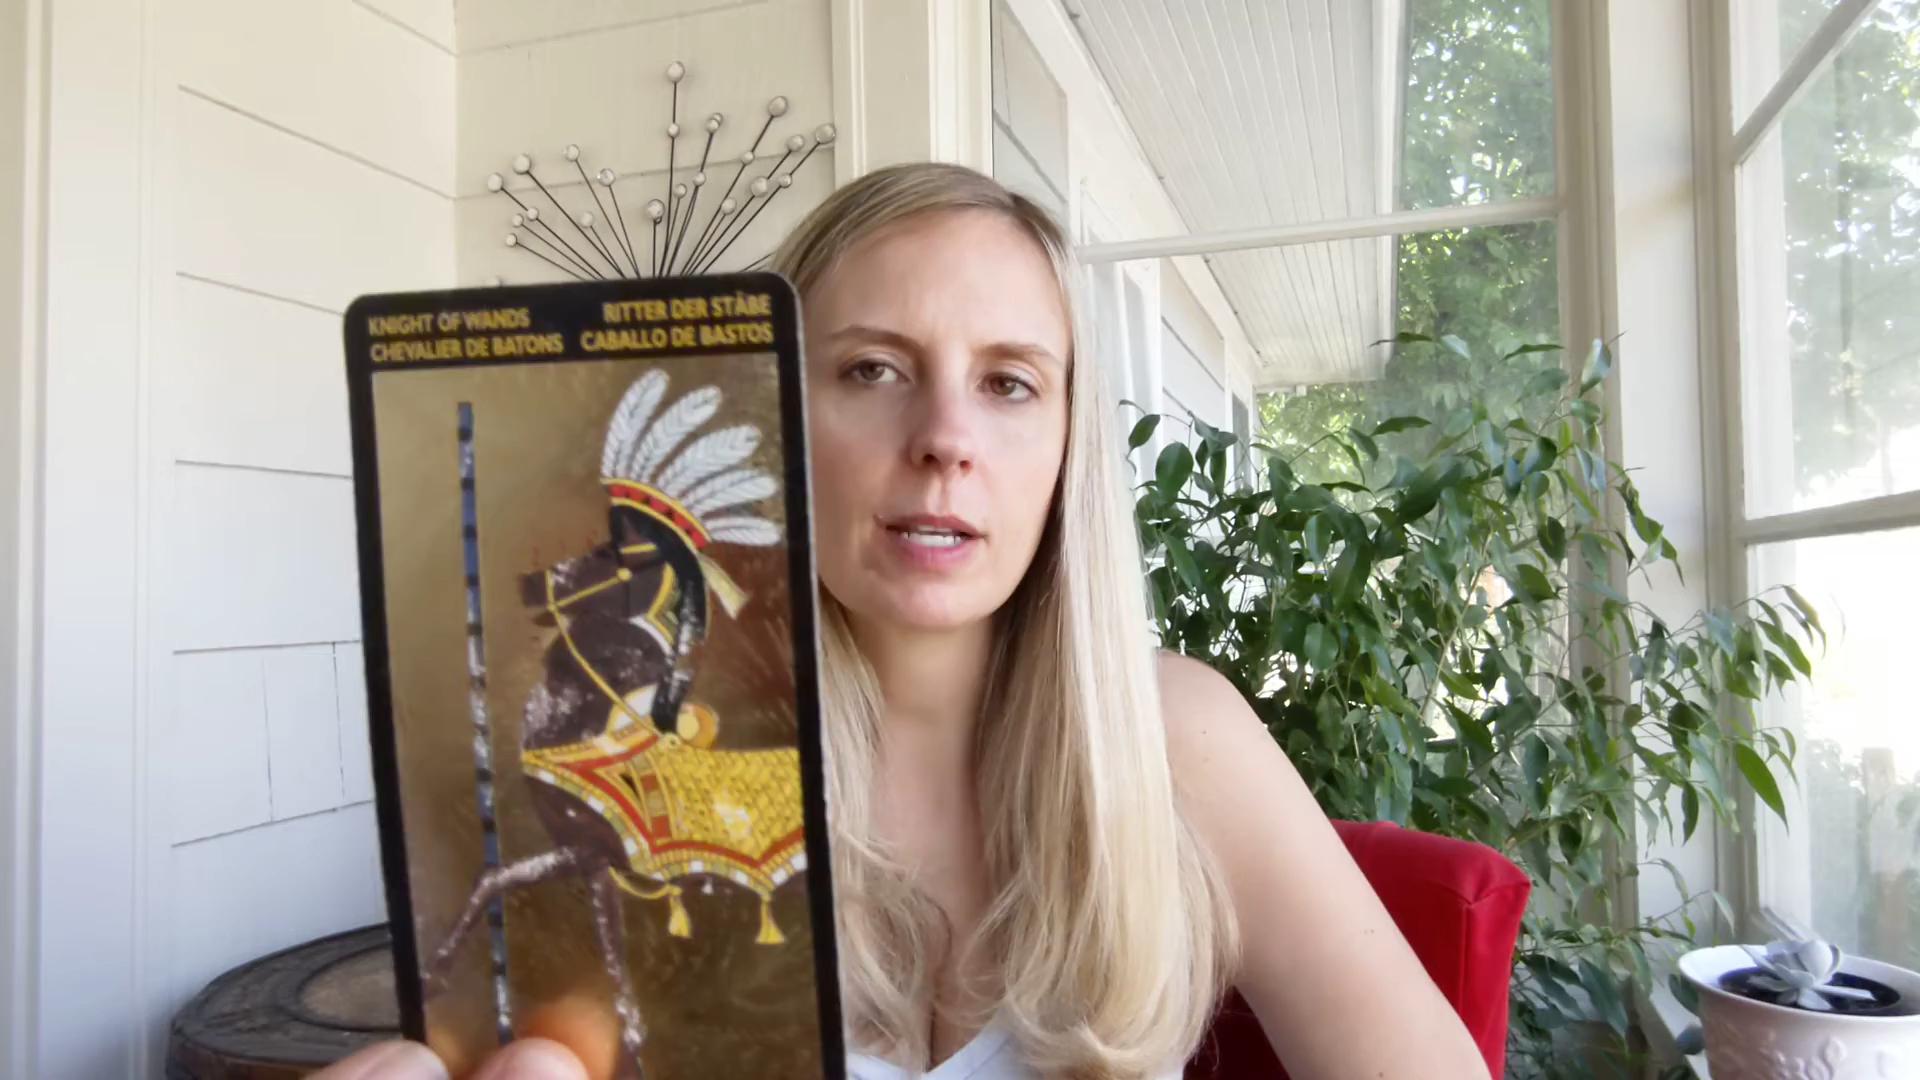 KNIGHT OF WANDS
CHEVALIER DE BATONS
RITTER DER STÄBE
CABALLO DE BASTOS